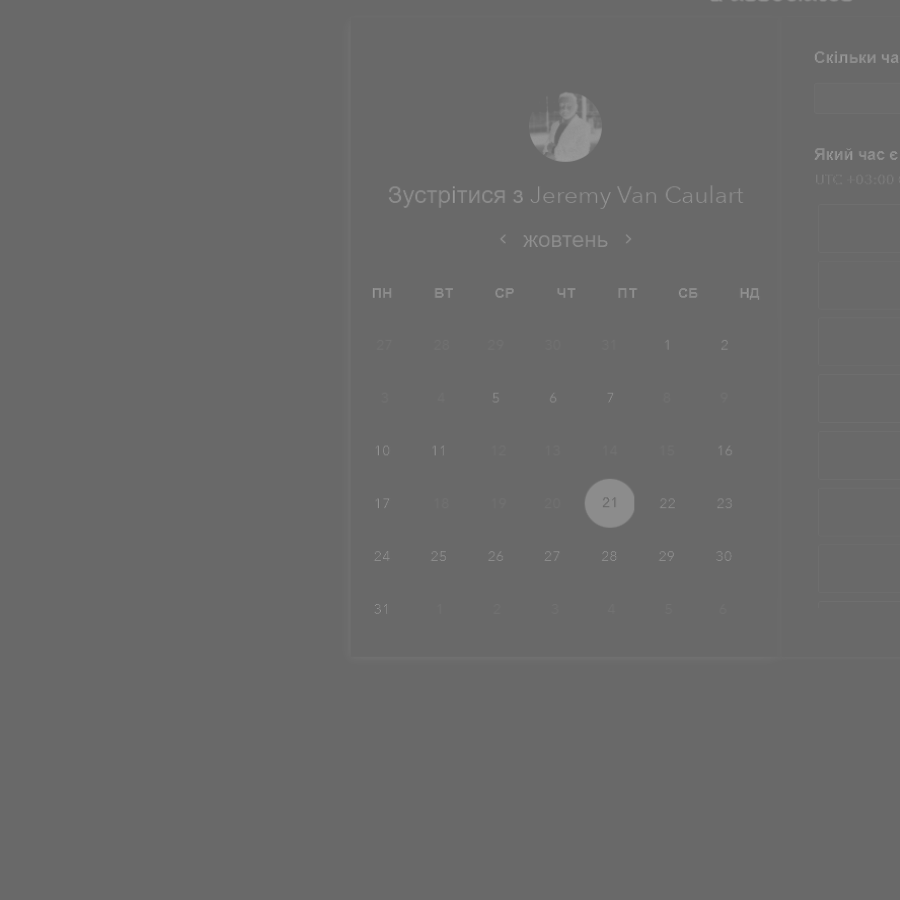 Зустрітися з Jeremy Van Caulart
жовтень
ПН ВТ СР ЧТ ПТ СБ НД
27 28 29 30 31 1 2
3 4 5 6 7 8 9
10 11 12 13 14 15 16
17 18 19 20 21 22 23
24 25 26 27 28 29 30
31 1 2 3 4 5 6
Скільки
Який час є
UTC +03:00